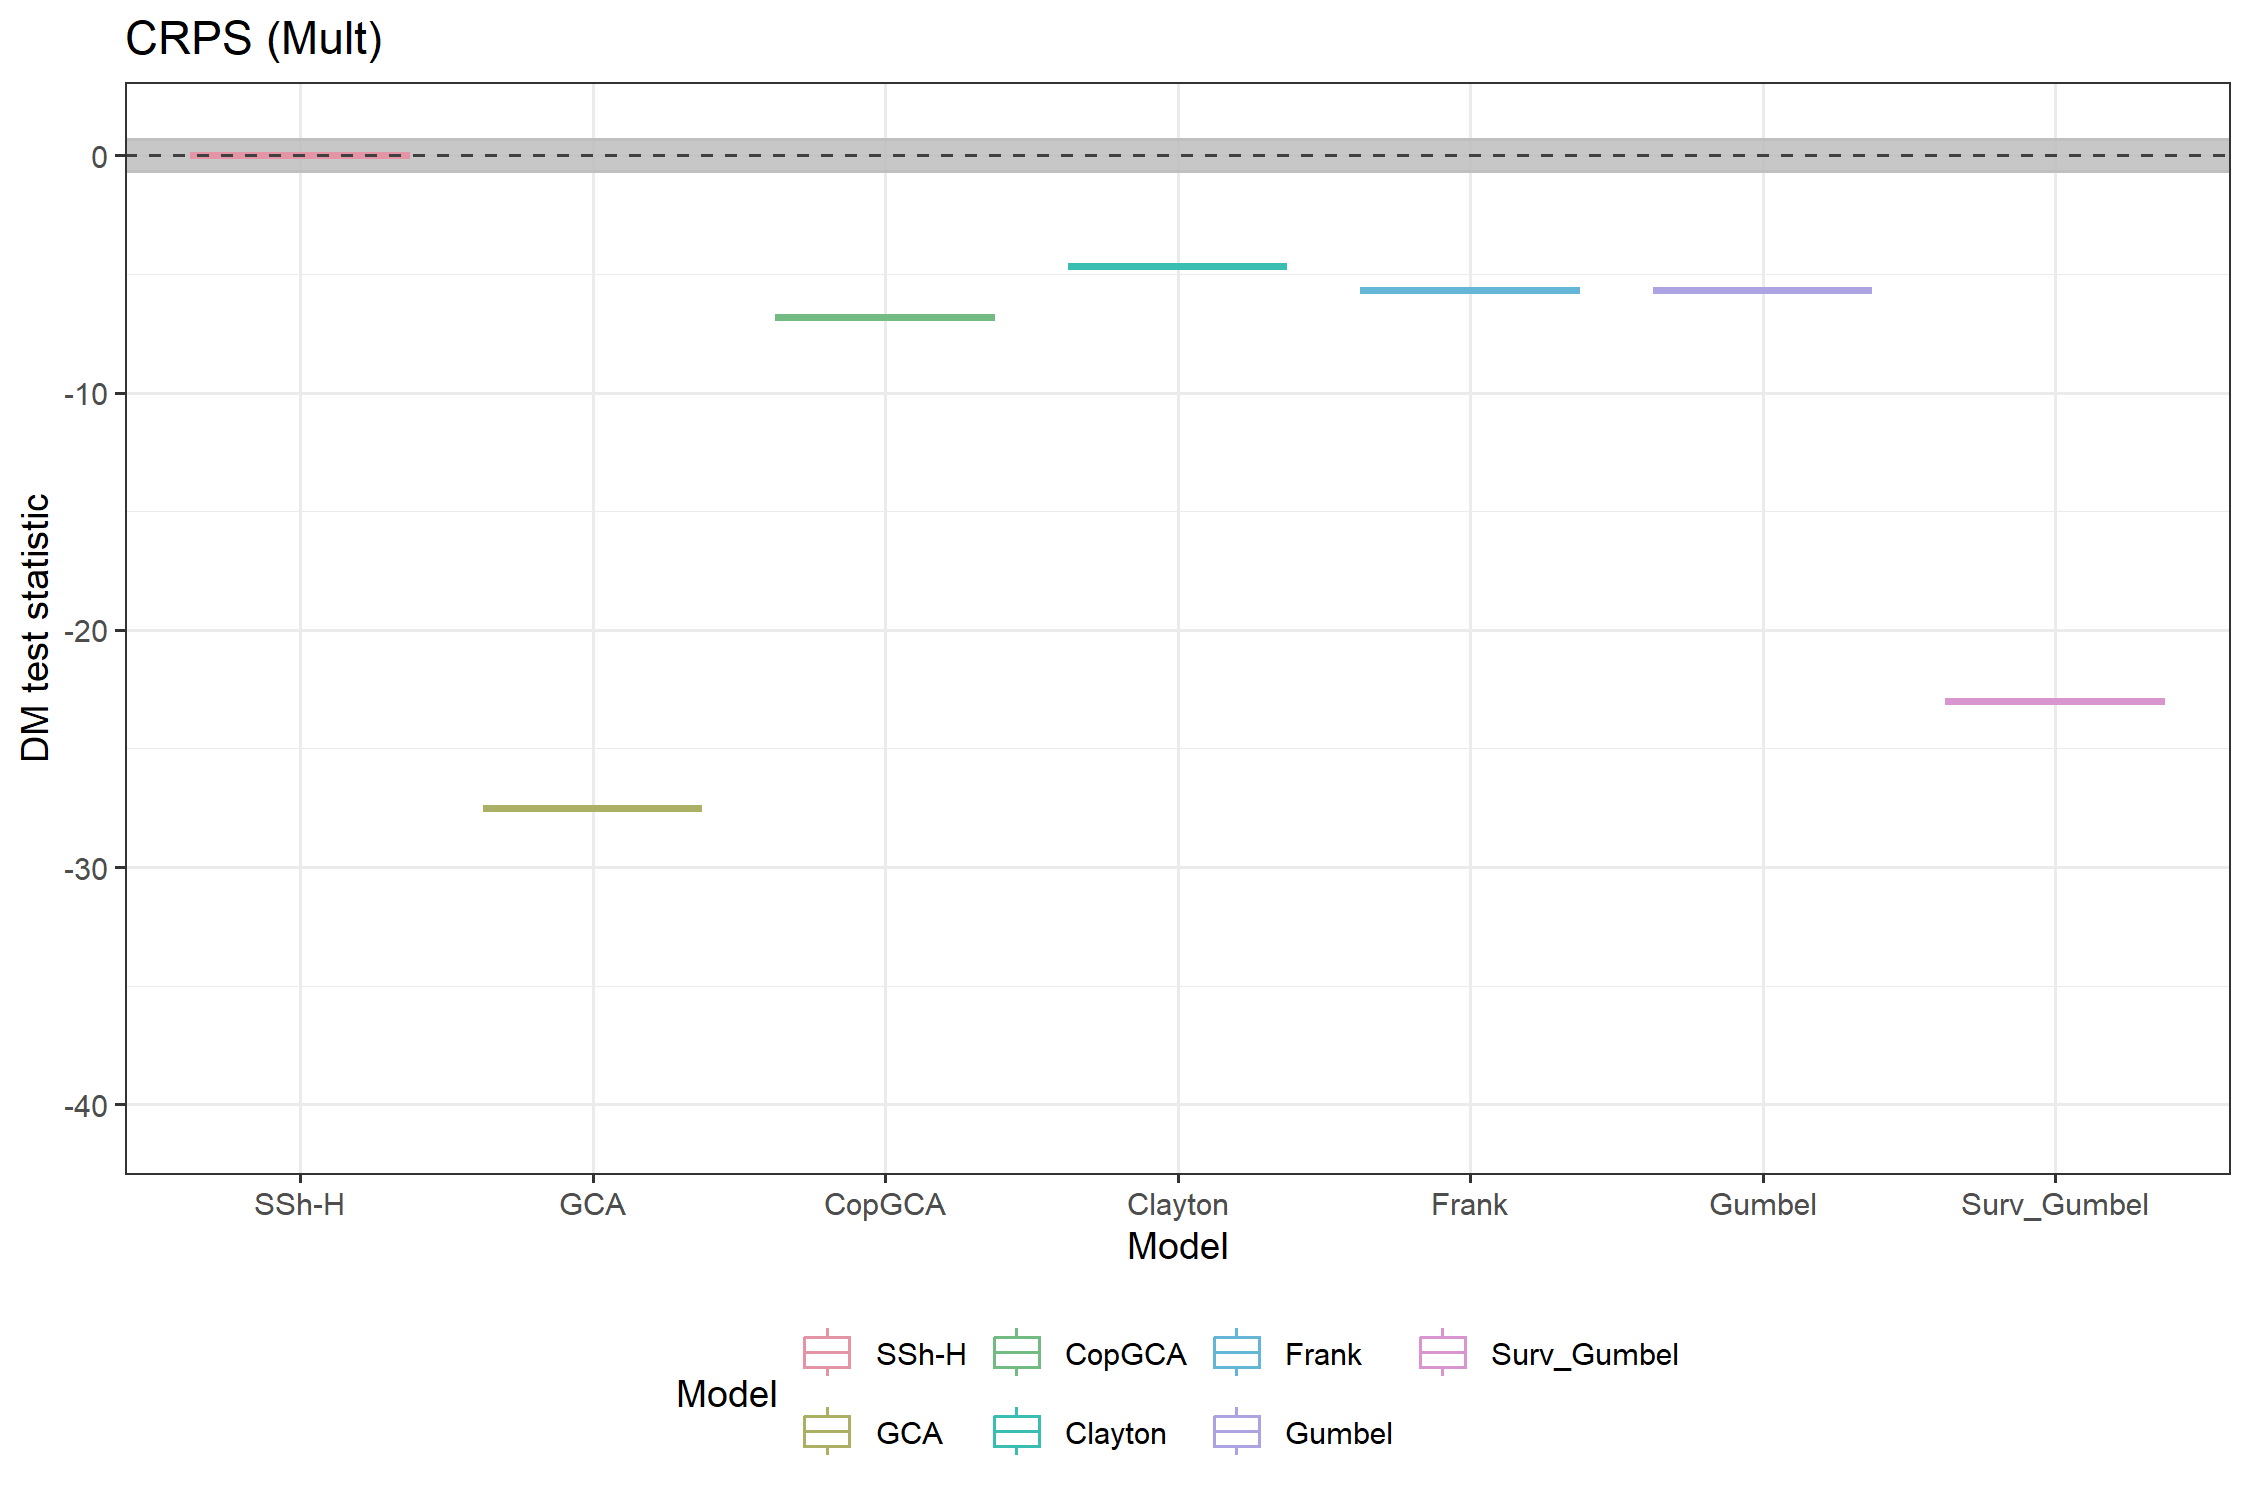 CRPS (Mult)
DM test statistic
0
-10
-20
-30
-40
SSh-H GCA CopGCA Clayton Frank Gumbel Surv_Gumbel
Model
Model
SSh-H CopGCA Frank Surv_Gumbel
GCA Clayton Gumbel